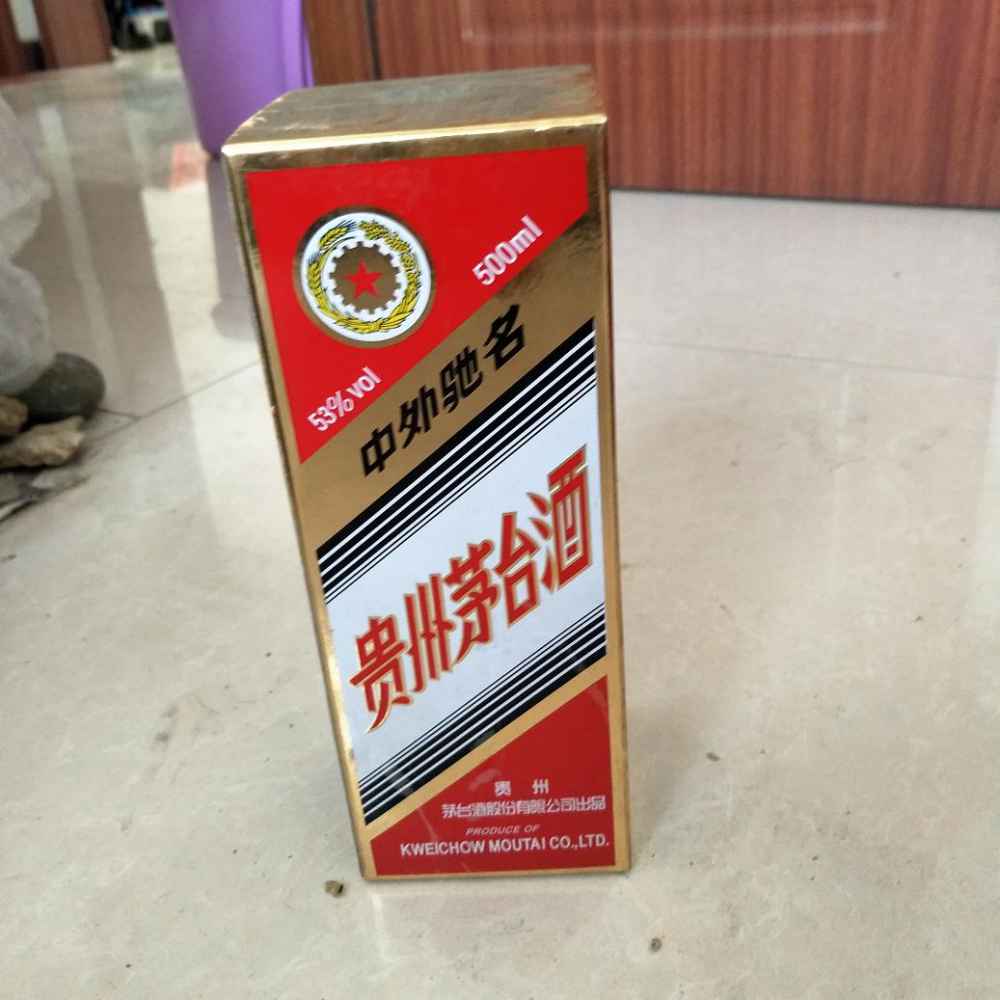 500ml
53%vol
中外驰名
贵州茅台酒
贵州
茅台酒股份有限公司出品
PRODUCE OF
KWEICHOW MOUTAI CO.,LTD.